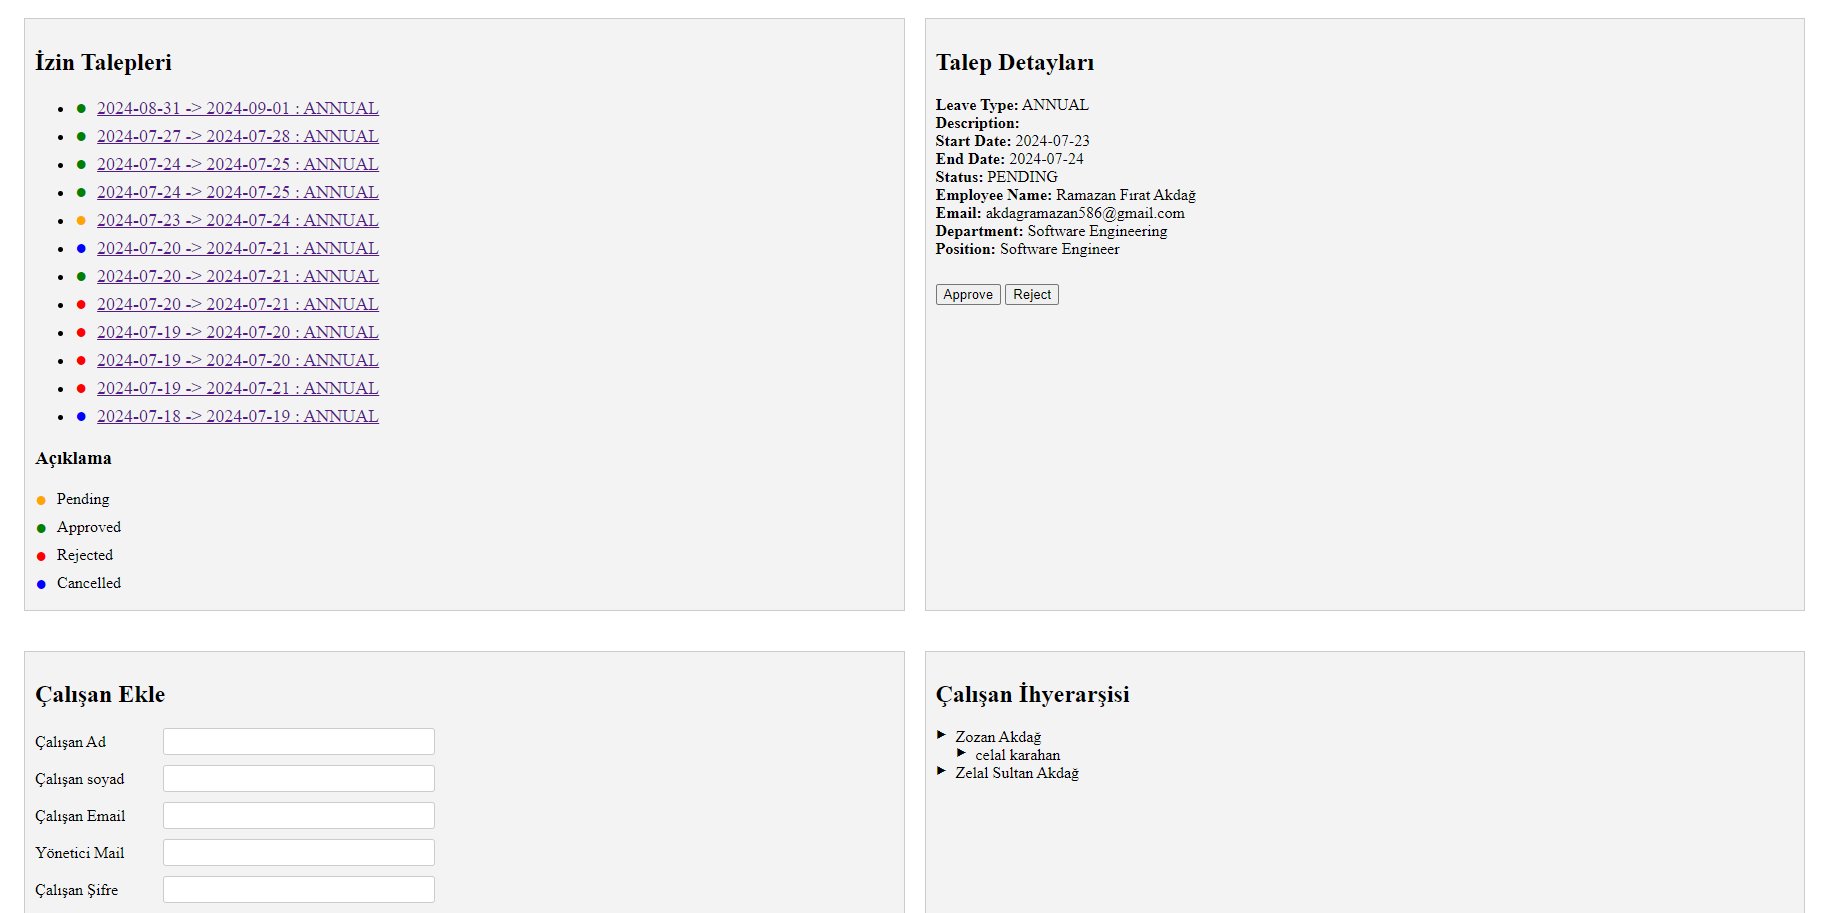 İzin Talepleri
2024-08-31 -> 2024-09-01 : ANNUAL
2024-07-27 -> 2024-07-28 : ANNUAL
2024-07-24 -> 2024-07-25 : ANNUAL
2024-07-24 -> 2024-07-25 : ANNUAL
2024-07-23 -> 2024-07-24 : ANNUAL
2024-07-20 -> 2024-07-21 : ANNUAL
2024-07-20 -> 2024-07-21 : ANNUAL
2024-07-20 -> 2024-07-21 : ANNUAL
2024-07-19 -> 2024-07-20 : ANNUAL
2024-07-19 -> 2024-07-20 : ANNUAL
2024-07-19 -> 2024-07-21 : ANNUAL
2024-07-18 -> 2024-07-19 : ANNUAL
Açıklama
Pending
Approved
Rejected
Cancelled
Talep Detayları
Leave Type: ANNUAL
Description:
Start Date: 2024-07-23
End Date: 2024-07-24
Status: PENDING
Employee Name: Ramazan Fırat Akdağ
Email: akdagramazan586@gmail.com
Department: Software Engineering
Position: Software Engineer
Approve Reject
Çalışan Ekle
Çalışan Ad
Çalışan soyad
Çalışan Email
Yönetici Mail
Çalışan Şifre
Çalışan İhyerarşisi
Zozan Akdağ
celal karahan
Zelal Sultan Akdağ